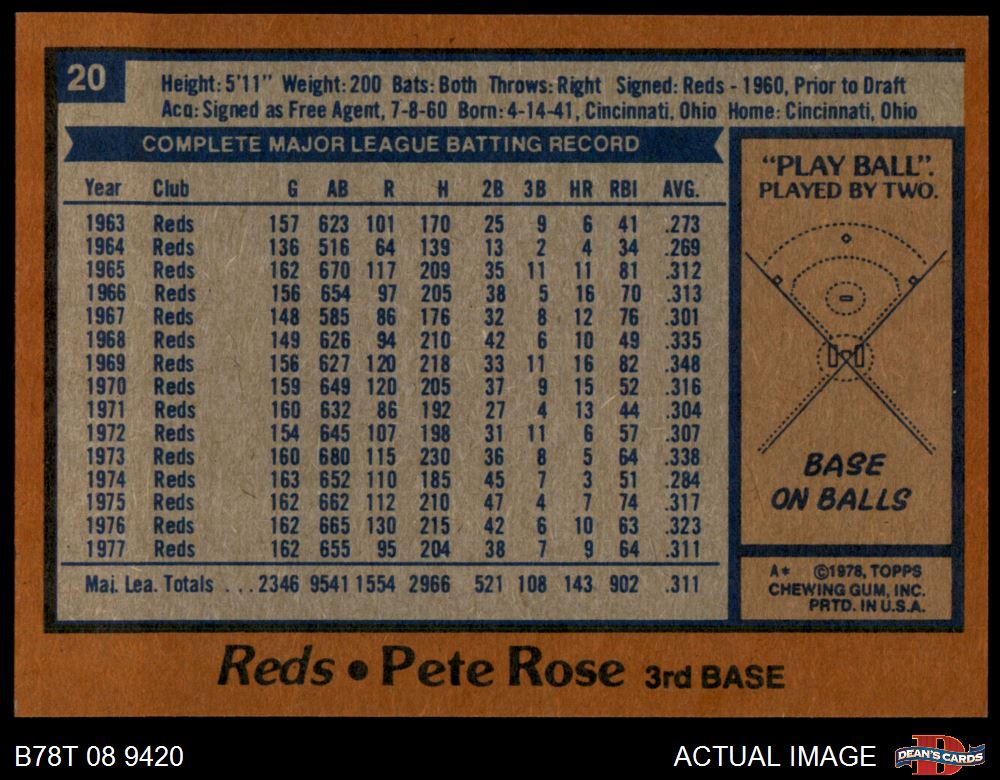 20
Height: 5'11" Weight: 200 Bats: Both Throws: Right Signed: Reds - 1960, Prior to Draft
Acq: Signed as Free Agent, 7-8-60 Born: 4-14-41, Cincinnati, Ohio Home: Cincinnati, Ohio
COMPLETE MAJOR LEAGUE BATTING RECORD
Year Club G AB R H 2B 3B HR RBI AVG.
1963 Reds 157 623 101 170 25 9 6 41 .273
1964 Reds 136 516 64 139 13 2 4 34 .269
1965 Reds 162 670 117 209 35 11 11 81 .312
1966 Reds 156 654 97 205 38 5 16 70 .313
1967 Reds 148 585 86 176 32 8 12 76 .301
1968 Reds 149 626 94 210 42 6 10 49 .335
1969 Reds 156 627 120 218 33 11 16 82 .348
1970 Reds 159 649 120 205 37 9 15 52 .316
1971 Reds 160 632 86 192 27 4 13 44 .304
1972 Reds 154 645 107 198 31 11 6 57 .307
1973 Reds 160 680 115 230 36 8 5 64 .338
1974 Reds 163 652 110 185 45 7 3 51 .284
1975 Reds 162 662 112 210 47 4 7 74 .317
1976 Reds 162 665 130 215 42 6 10 63 .323
1977 Reds 162 655 95 204 38 7 9 64 .311
Maj. Lea. Totals . . . 2346 9541 1554 2966 521 108 143 902 .311
"PLAY BALL".
PLAYED BY TWO.
BASE
ON BALLS
A* ©1978, TOPPS
CHEWING GUM, INC.
PRTD. IN U.S.A.
Reds • Pete Rose 3rd BASE
B78T 08 9420
ACTUAL IMAGE
DEAN'S CARDS